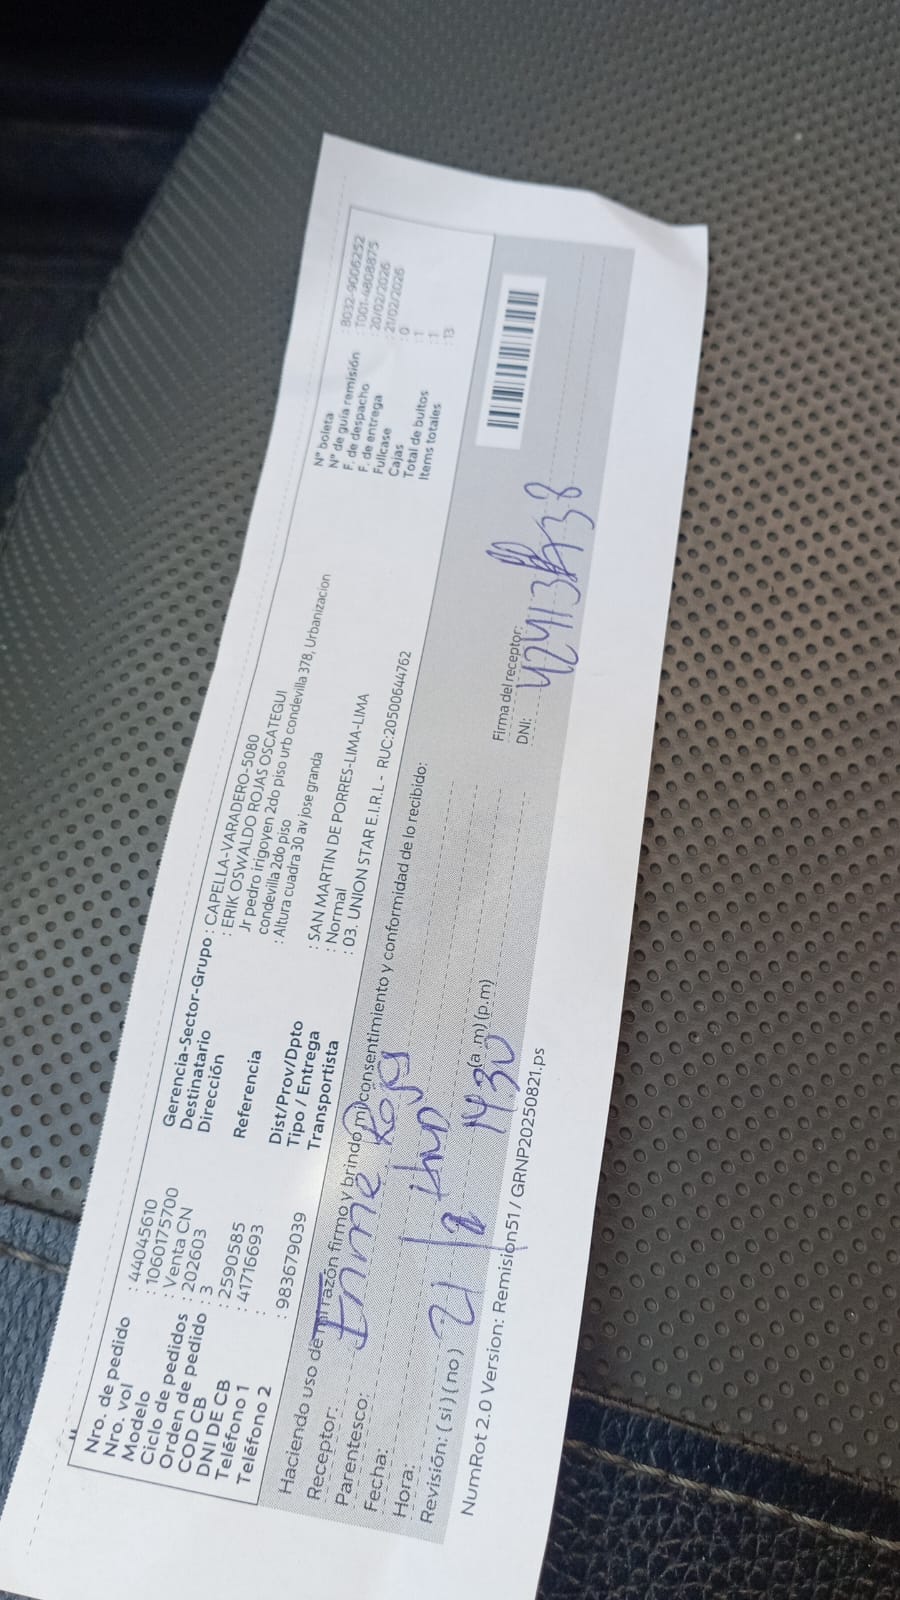 Nro. de pedido : 440045610
Nro. vol : 1060175700
Modelo : Venta CN
Ciclo de pedidos : 202603
Orden de pedido : 3
COD CB : 2590585
DNI DE CB : 41716693
Teléfono 1 :
Teléfono 2 : 983679039
Gerencia-Sector-Grupo : CAPELLA-VARADERO-5080
Destinatario : ERIK OSWALDO ROJAS OSCATEGUI
Dirección Jr pedro irigoyen 2do piso urb condevilla 378, Urbanizacion
condevilla 2do piso
Referencia : Altura cuadra 30 av jose granda
Dist/Prov/Dpto : SAN MARTIN DE PORRES-LIMA-LIMA
Tipo / Entrega : Normal
Transportista : 03. UNION STAR E.I.R.L - RUC:20500644762
N° boleta : 8032-9006252
N° de guía remisión : T001-4808875
F. de despacho : 20/02/2026
F. de entrega : 21/02/2026
Fullcase : 0
Cajas : 1
Total de bultos : 1
Items totales : 13
Haciendo uso de mi razón firmo y brindo mi consentimiento y conformidad de lo recibido:
Receptor: Rojas
Parentesco:
Fecha: 21
Hora: 14:30 (a .m) (p.m)
Revisión: ( si ) ( no )
Firma del receptor:
DNI:
NumRot 2.0 Version: Remision51 / GRNP20250821.ps